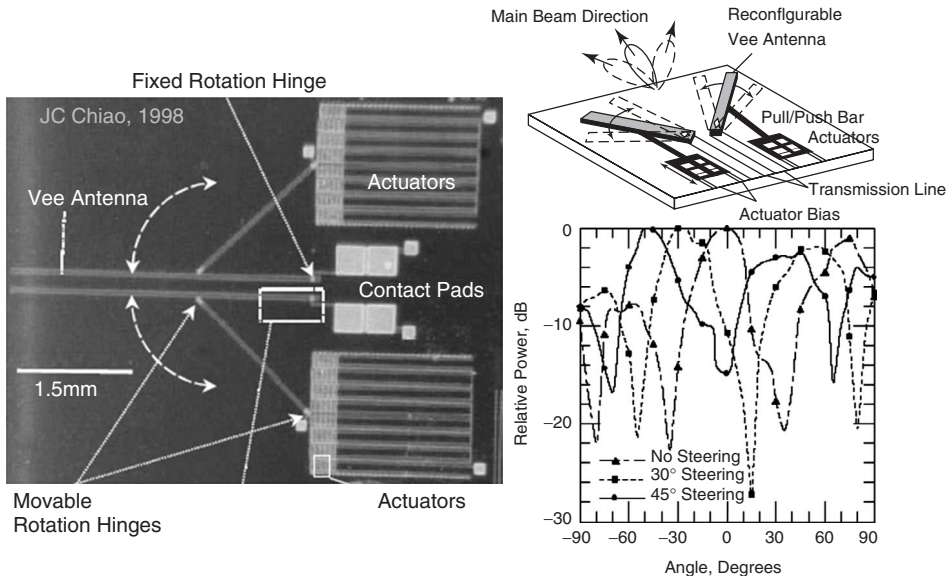 Fixed Rotation Hinge
JC Chiao, 1998
Actuators
Vee Antenna
Contact Pads
1.5mm
Movable
Rotation Hinges
Actuators
Main Beam Direction
Reconflgurable
Vee Antenna
Pull/Push Bar
Actuators
Transmission Line
Actuator Bias
Relative Power, dB
0
−10
−20
−30
No Steering
30° Steering
45° Steering
−90
−60
−30
0
30
60
90
Angle, Degrees